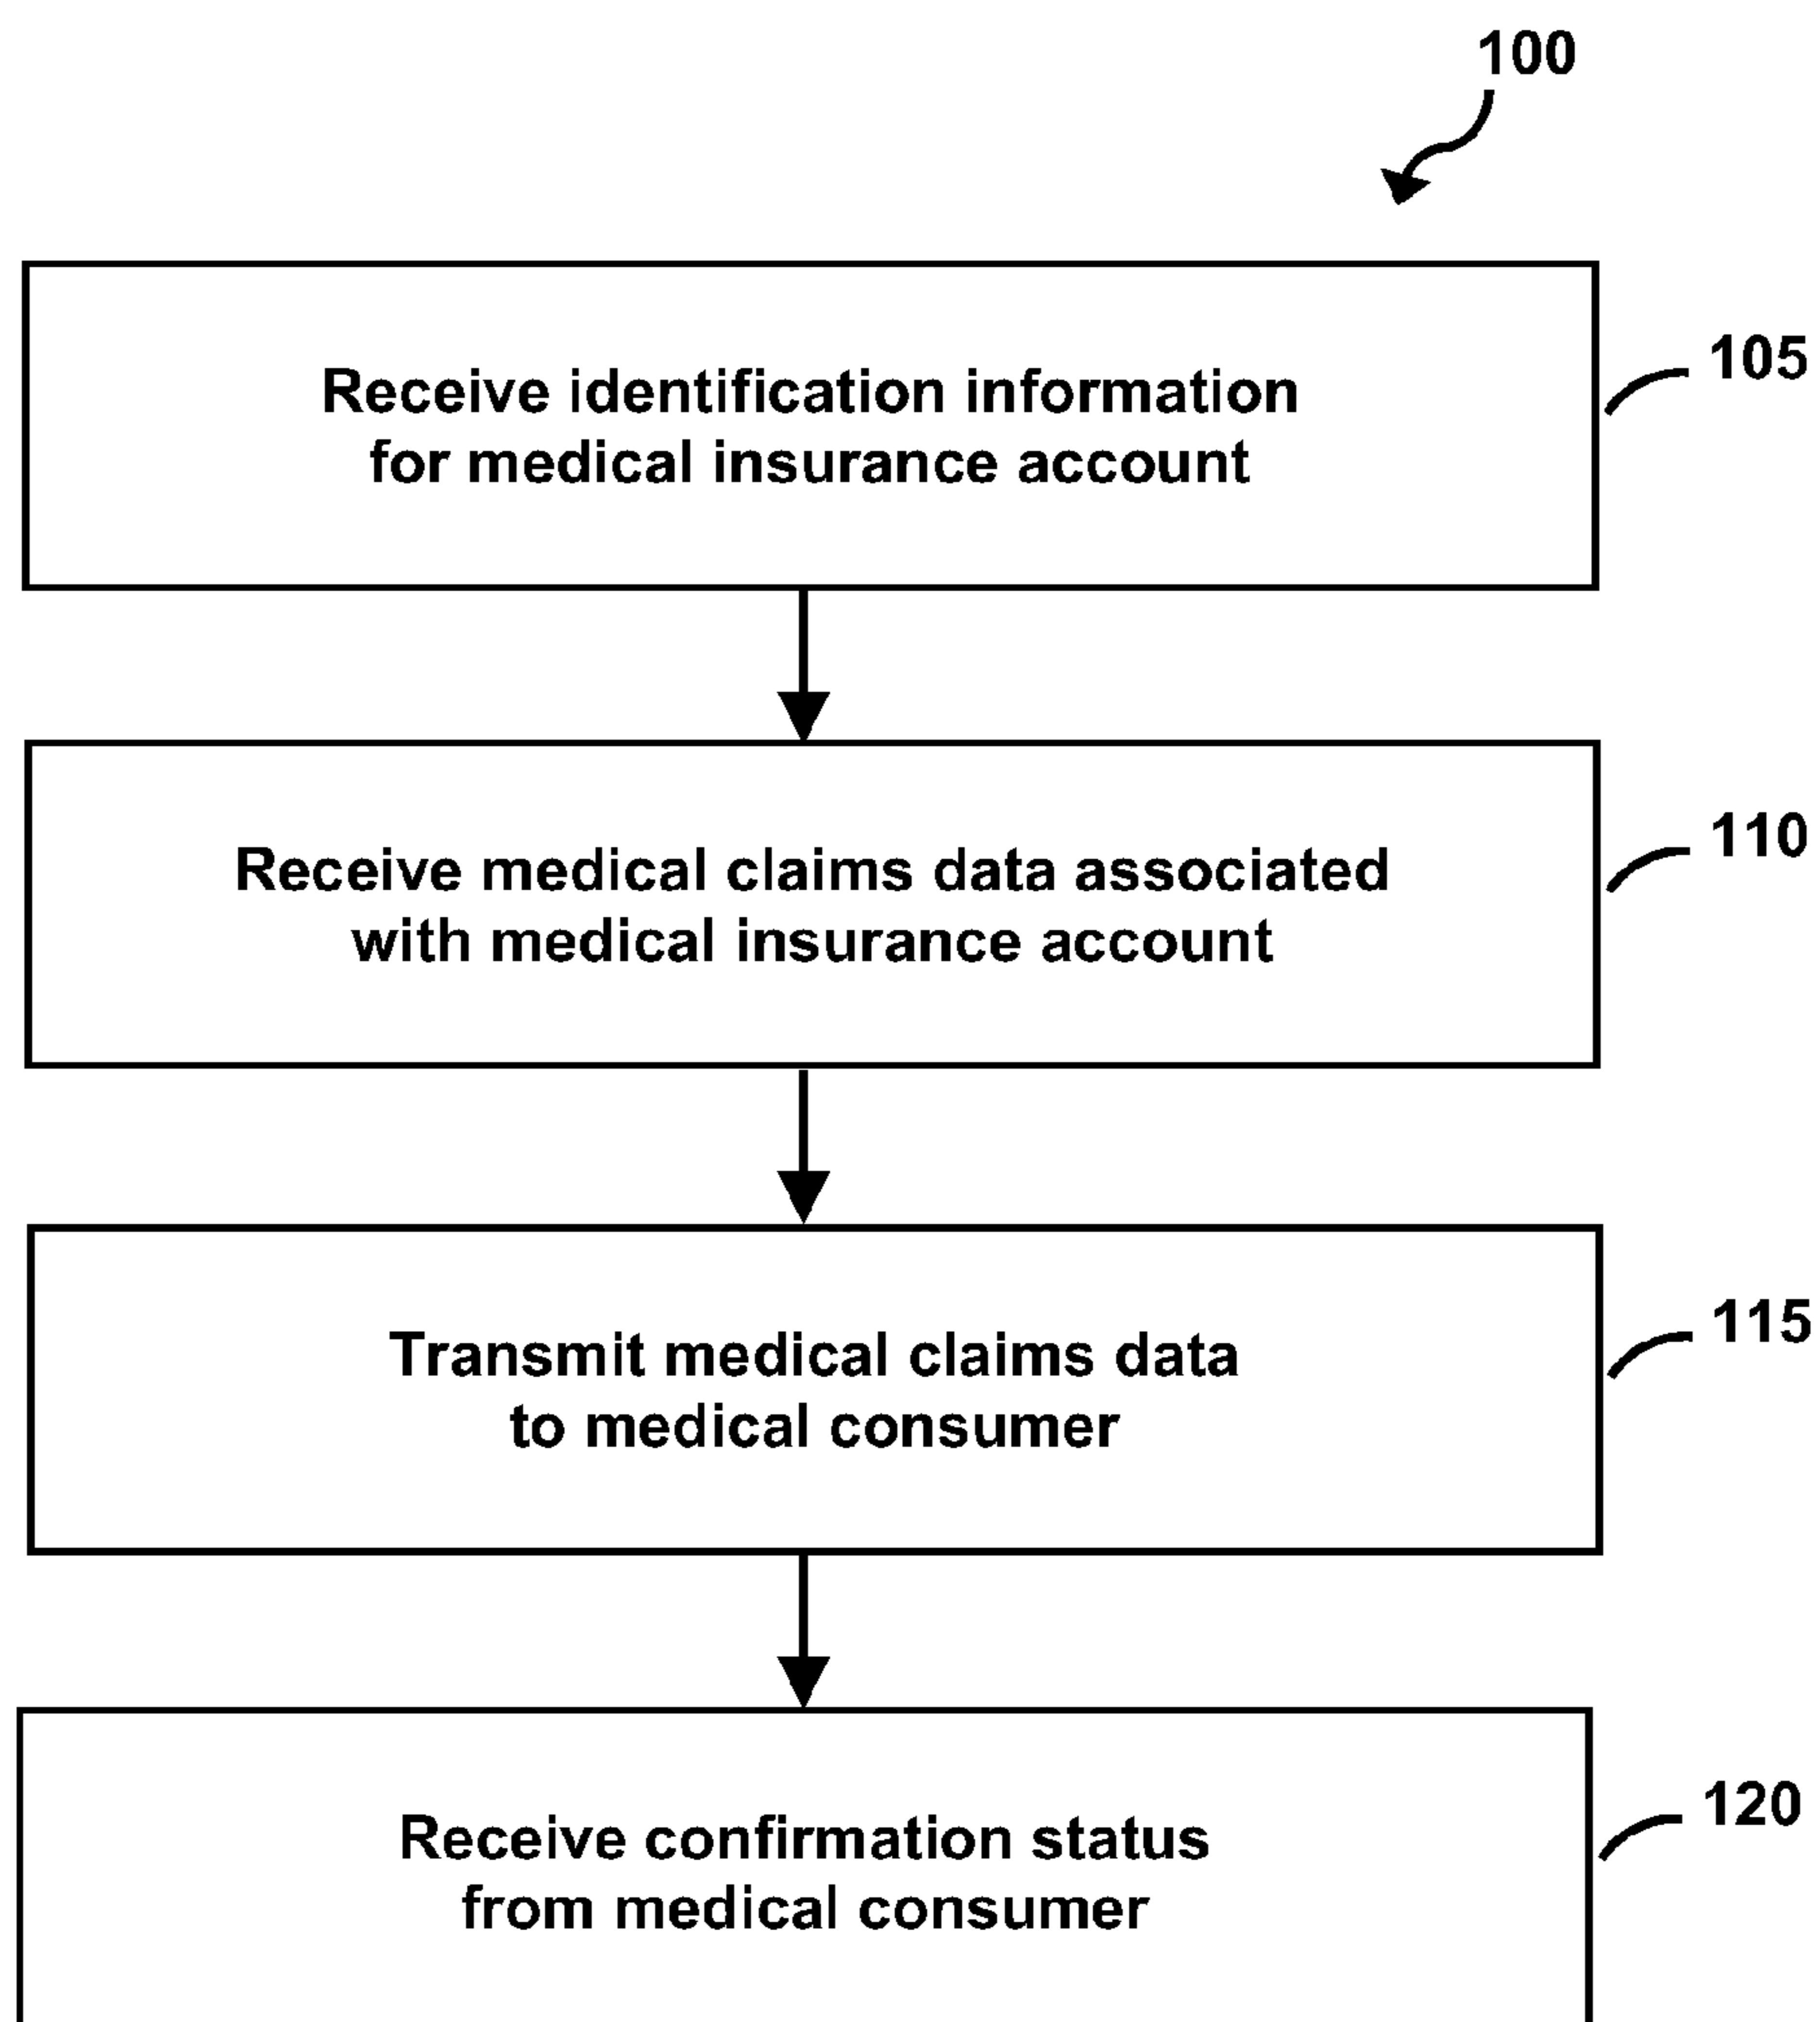 100
Receive identification information
for medical insurance account
105
Receive medical claims data associated
with medical insurance account
110
Transmit medical claims data
to medical consumer
115
Receive confirmation status
from medical consumer
120